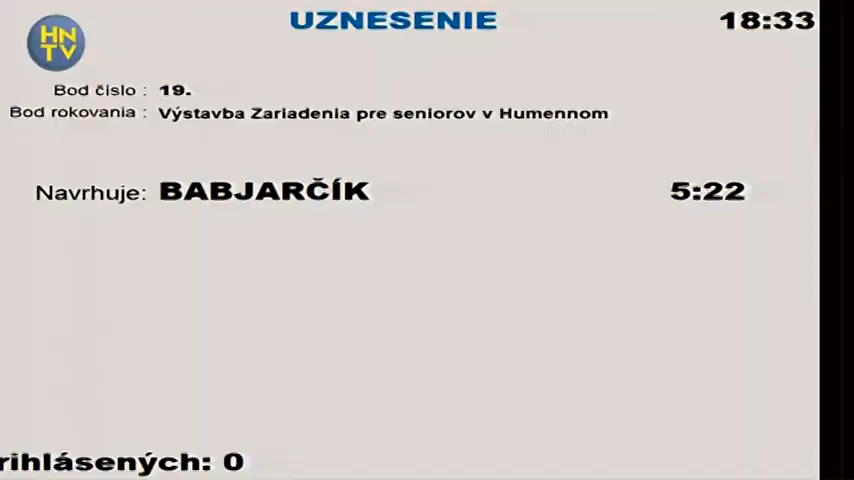 HN
TV
UZNESENIE
18:33
Bod číslo : 19.
Bod rokovania : Výstavba Zariadenia pre seniorov v Humennom
Navrhuje: BABJARČÍK 5:22
rihlásených: 0